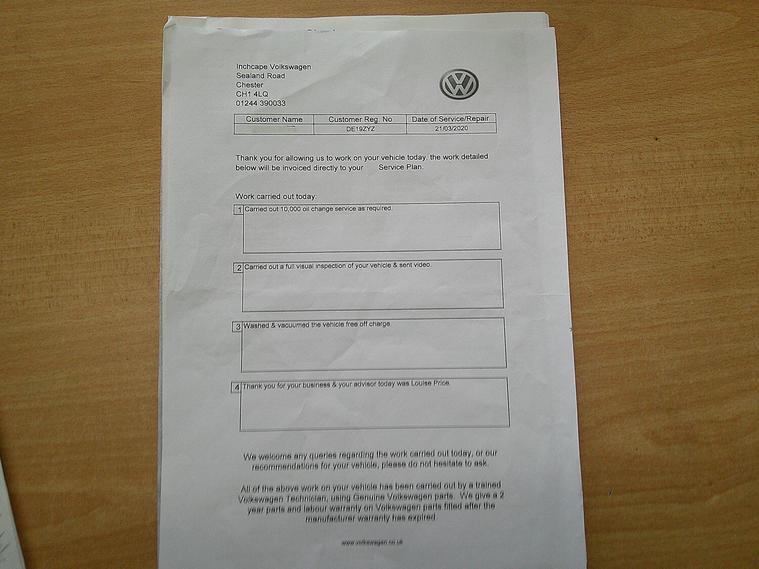 Inchcape Volkswagen
Sealand Road
Chester
CH1 4LQ
01244 390033
Customer Name Customer Reg. No Date of Service/Repair
DE19ZYZ 21/03/2020
Thank you for allowing us to work on your vehicle today, the work detailed
below will be invoiced directly to your Service Plan.
Work carried out today:
1 Carried out 10,000 oil change service as required.
2 Carried out a full visual inspection of your vehicle & sent video.
3 Washed & vacuumed the vehicle free off charge.
4 Thank you for your business & your advisor today was Louise Price.
We welcome any queries regarding the work carried out today, or our
recommendations for your vehicle, please do not hesitate to ask.
All of the above work on your vehicle has been carried out by a trained
Volkswagen Technician, using Genuine Volkswagen parts. We give a 2
year parts and labour warranty on Volkswagen parts fitted after the
manufacturer warranty has expired.
www.volkswagen.co.uk